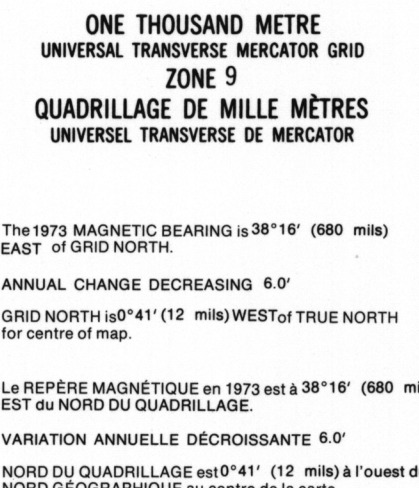 ONE THOUSAND METRE
UNIVERSAL TRANSVERSE MERCATOR GRID
ZONE 9
QUADRILLAGE DE MILLE MÈTRES
UNIVERSEL TRANSVERSE DE MERCATOR
The 1973 MAGNETIC BEARING is 38°16′ (680 mils)
EAST of GRID NORTH.
ANNUAL CHANGE DECREASING 6.0′
GRID NORTH is 0°41′ (12 mils) WEST of TRUE NORTH
for centre of map.
Le REPÈRE MAGNÉTIQUE en 1973 est à 38°16′ (680 mi
EST du NORD DU QUADRILLAGE.
VARIATION ANNUELLE DÉCROISSANTE 6.0′
NORD DU QUADRILLAGE est 0°41′ (12 mils) à l'ouest d
NORD GÉOGRAPHIQUE au centre de la carte